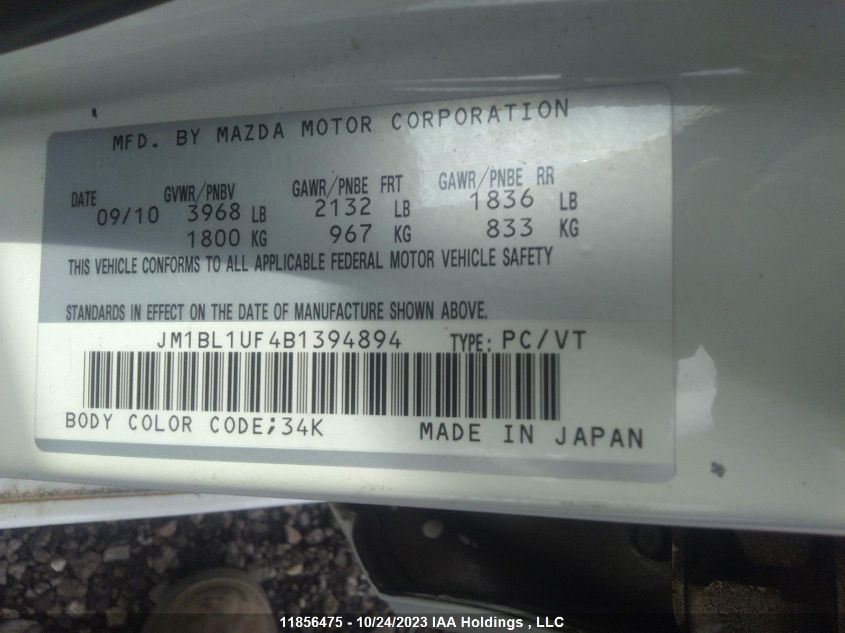 MFD. BY MAZDA MOTOR CORPORATION
DATE GVWR/PNBV GAWR/PNBE FRT GAWR/PNBE RR
09/10 3968 LB 2132 LB 1836 LB
1800 KG 967 KG 833 KG
THIS VEHICLE CONFORMS TO ALL APPLICABLE FEDERAL MOTOR VEHICLE SAFETY
STANDARDS IN EFFECT ON THE DATE OF MANUFACTURE SHOWN ABOVE.
JM1BL1UF4B1394894 TYPE: PC/VT
BODY COLOR CODE;34K MADE IN JAPAN
11856475 - 10/24/2023 IAA Holdings , LLC